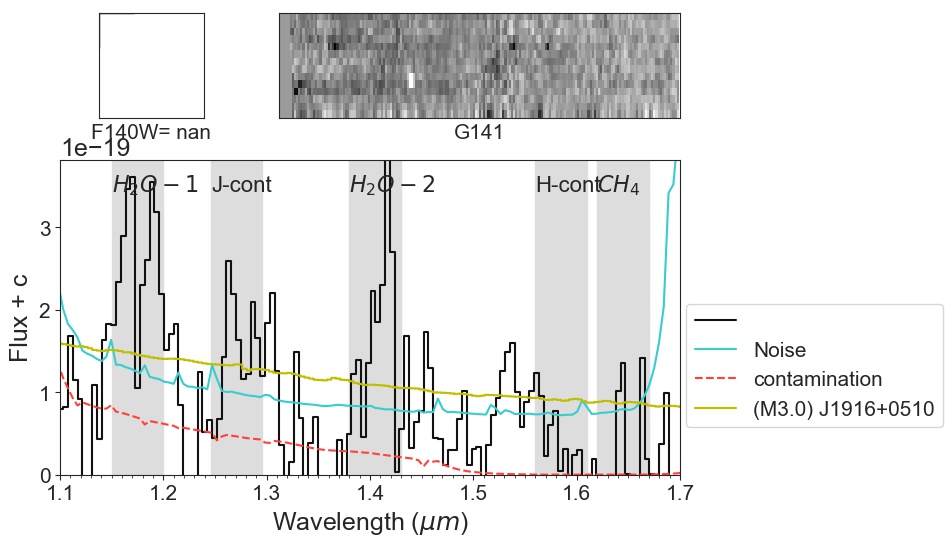 F140W= nan
G141
1e−19
H₂O − 1
J-cont
H₂O − 2
H-cont
CH₄
3
2
1
0
Flux + c
1.1
1.2
1.3
1.4
1.5
1.6
1.7
Wavelength (μm)
Noise
contamination
(M3.0) J1916+0510